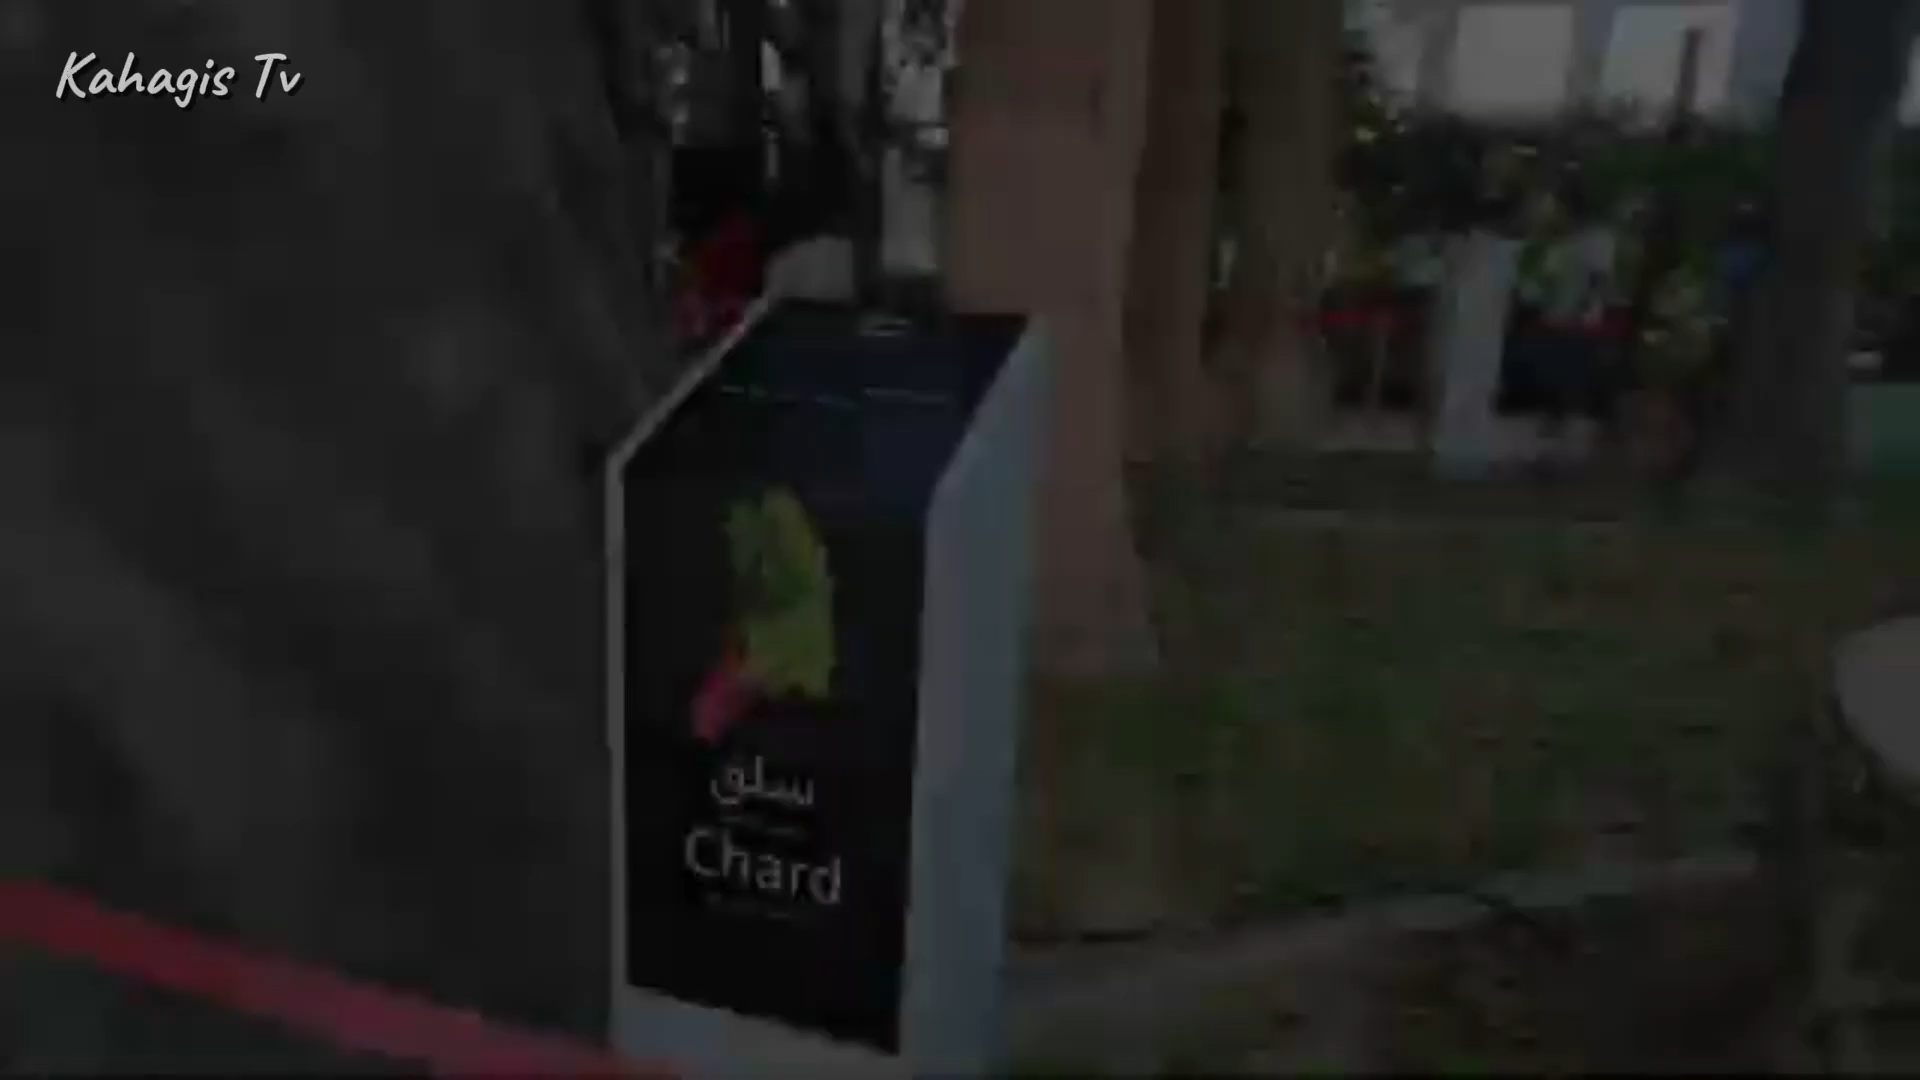 Kahagis Tv
سلق
Chard